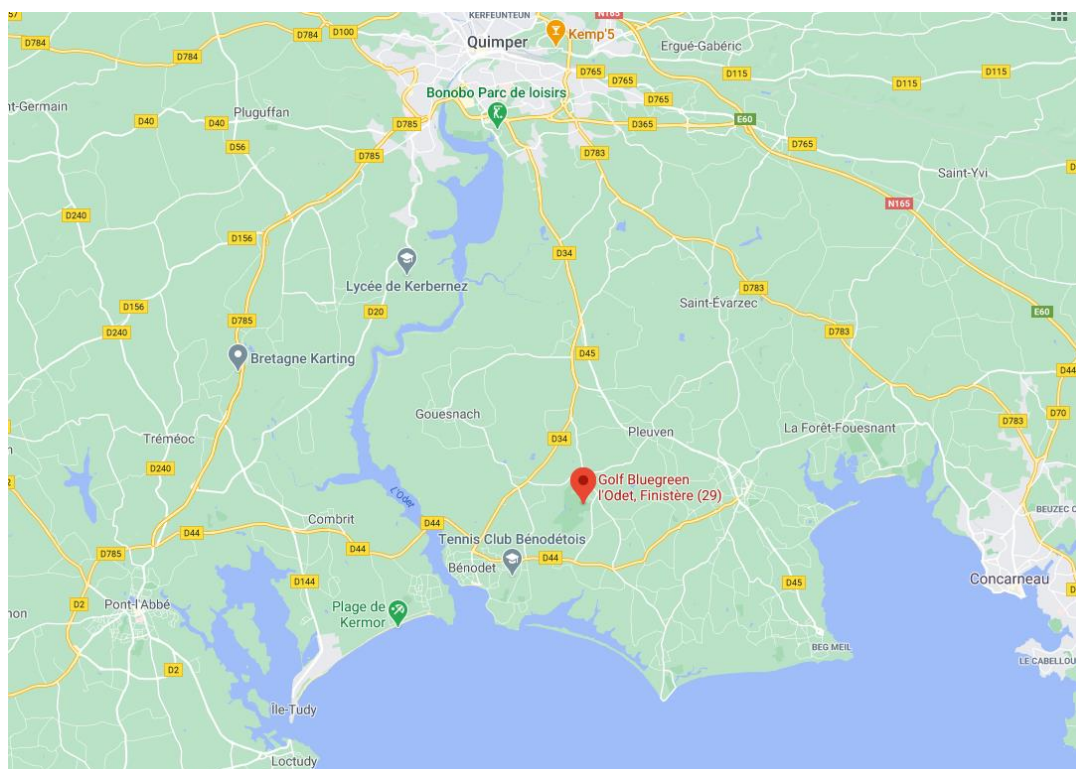 KERFEUNTEUN
N165
D784
D100
D784
D784
Quimper
Kemp'5
Ergué-Gabéric
D765
D765
D115
D115
Bonobo Parc de loisirs
D765
nt-Germain
Pluguffan
D40
D40
D785
D365
E60
D56
D785
D783
D765
Saint-Yvi
N165
D240
D156
D34
Lycée de Kerbernez
D783
D156
D20
Saint-Évarzec
D785
E60
D240
D783
Bretagne Karting
D45
D44
Gouesnach
D783
D70
Tréméoc
D34
Pleuven
La Forêt-Fouesnant
D240
Golf Bluegreen
l'Odet, Finistère (29)
L'Odet
BEUZEC C
Combrit
D44
D44
D44
Tennis Club Bénodétois
D785
D44
Bénodet
D144
D45
Concarneau
D2
Pont-l'Abbé
Plage de
Kermor
non
D2
BEG MEIL
LE CABELLOU
Île-Tudy
Loctudy